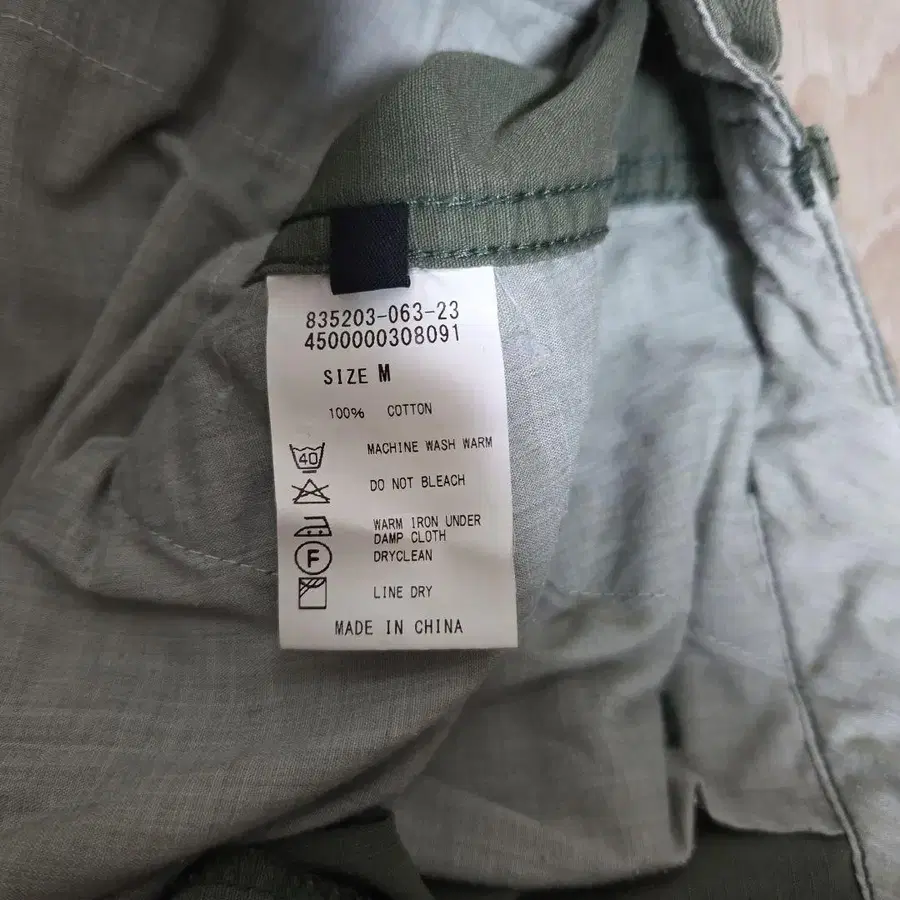 835203-063-23
4500000308091
SIZE M
100% COTTON
40 MACHINE WASH WARM
DO NOT BLEACH
WARM IRON UNDER
DAMP CLOTH
F DRYCLEAN
LINE DRY
MADE IN CHINA